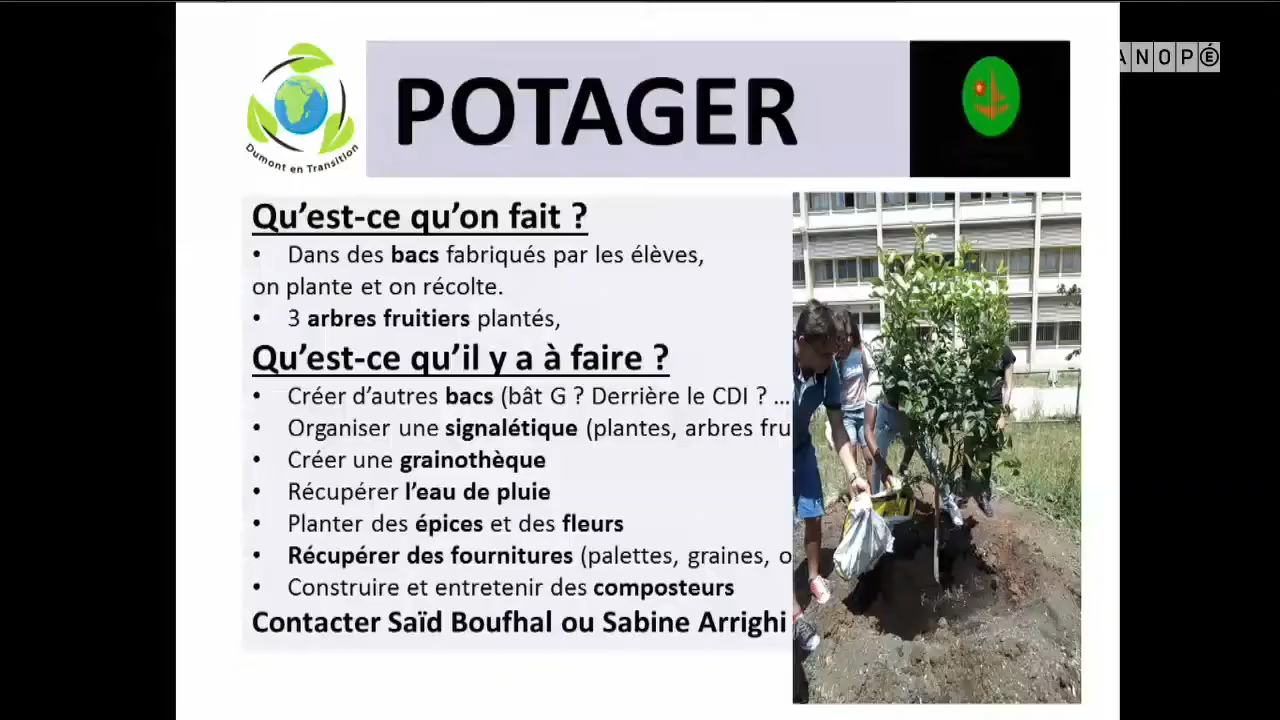 POTAGER
ANOPÉ
Dumont en Transition
Qu'est-ce qu'on fait ?
• Dans des bacs fabriqués par les élèves,
on plante et on récolte.
• 3 arbres fruitiers plantés,
Qu'est-ce qu'il y a à faire ?
• Créer d'autres bacs (bât G ? Derrière le CDI ? ...
• Organiser une signalétique (plantes, arbres fru
• Créer une grainothèque
• Récupérer l'eau de pluie
• Planter des épices et des fleurs
• Récupérer des fournitures (palettes, graines, o
• Construire et entretenir des composteurs
Contacter Saïd Boufhal ou Sabine Arrighi